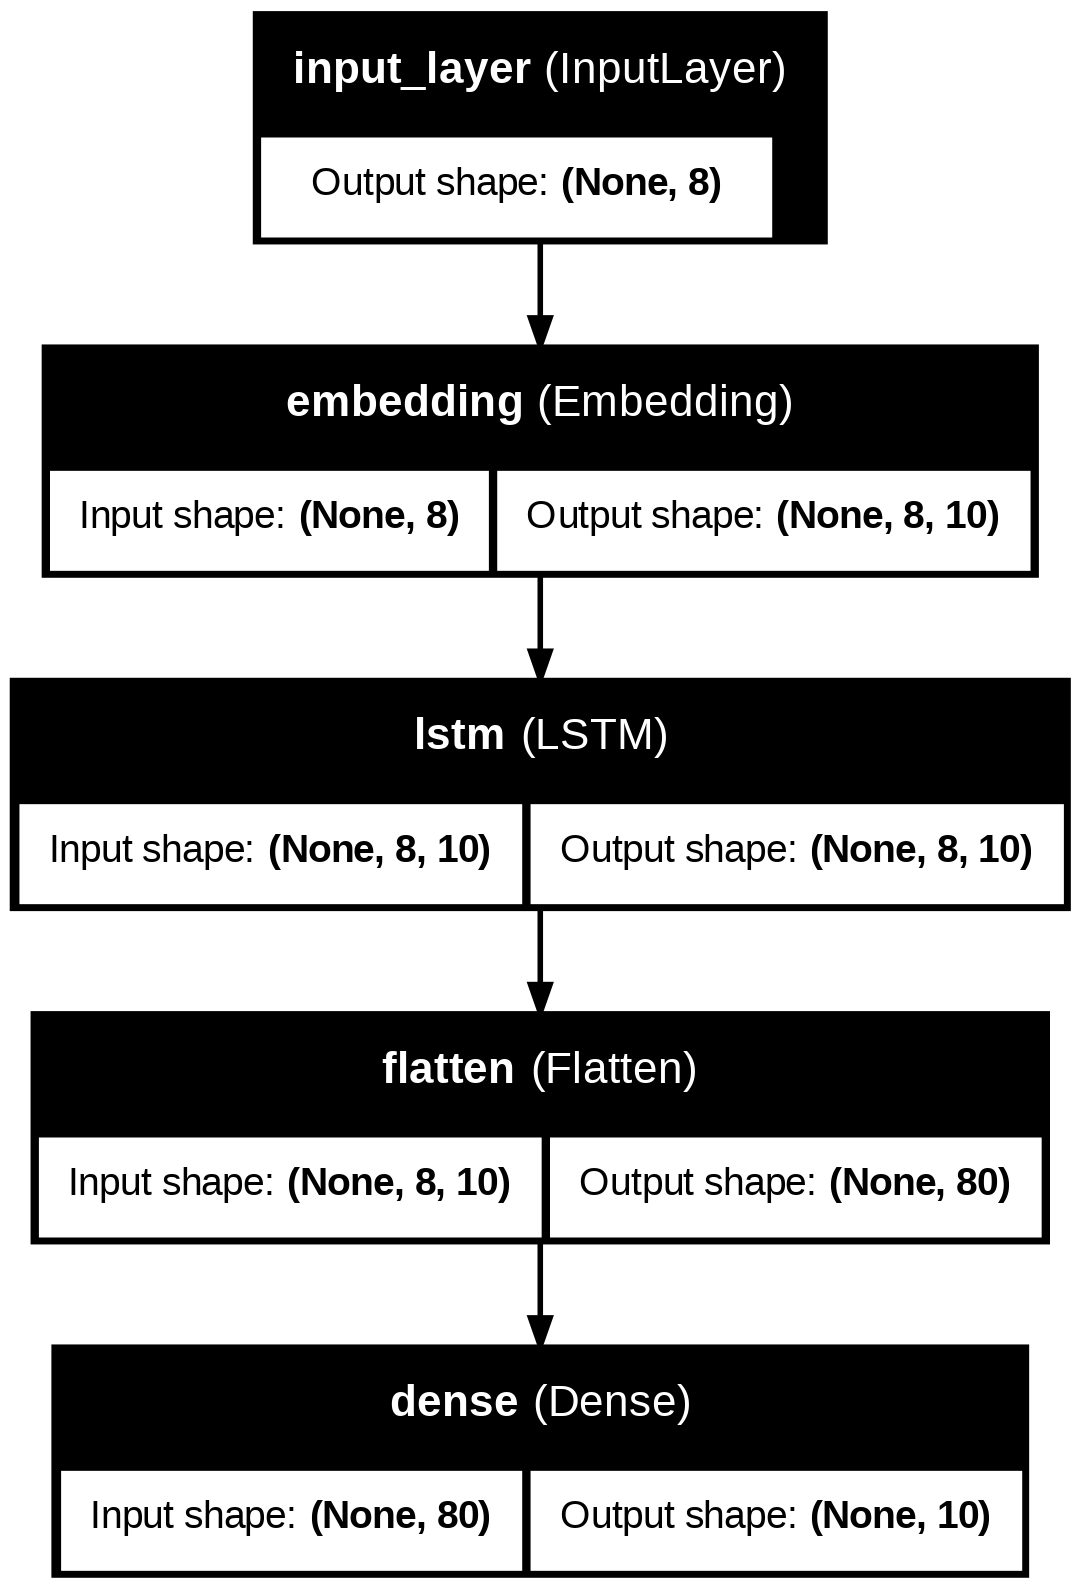 input_layer (InputLayer)
Output shape: (None, 8)
embedding (Embedding)
Input shape: (None, 8) Output shape: (None, 8, 10)
lstm (LSTM)
Input shape: (None, 8, 10) Output shape: (None, 8, 10)
flatten (Flatten)
Input shape: (None, 8, 10) Output shape: (None, 80)
dense (Dense)
Input shape: (None, 80) Output shape: (None, 10)